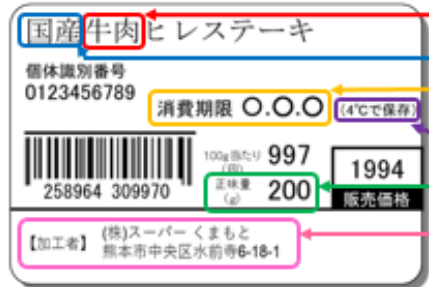 国産牛肉ヒレステーキ
個体識別番号
0123456789
消費期限 〇.〇.〇 (4℃で保存)
100g当たり(円) 997
正味量(g) 200
1994
販売価格
258964 309970
【加工者】 (株)スーパー くまもと
熊本市中央区水前寺6-18-1